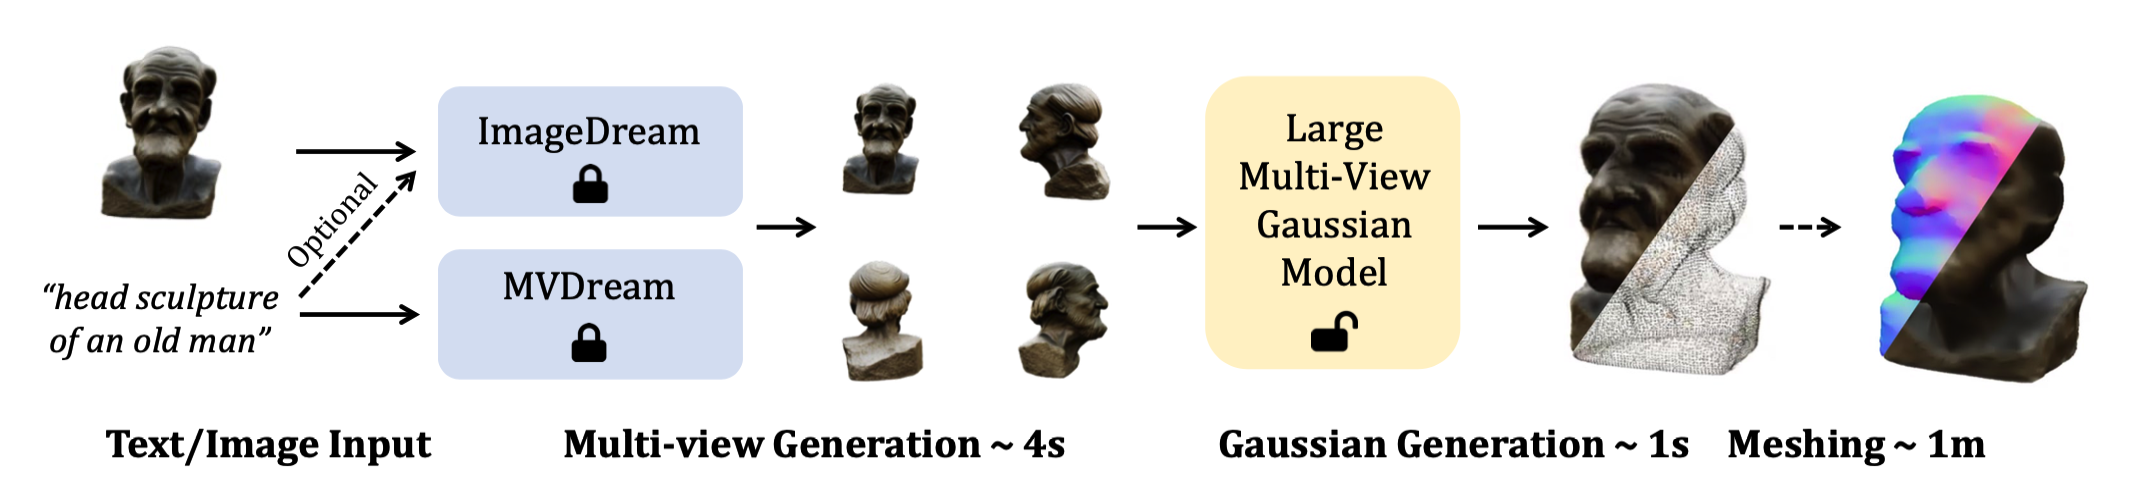 “head sculpture
of an old man”
Optional
ImageDream
MVDream
Large
Multi-View
Gaussian
Model
Text/Image Input
Multi-view Generation ~ 4s
Gaussian Generation ~ 1s
Meshing ~ 1m